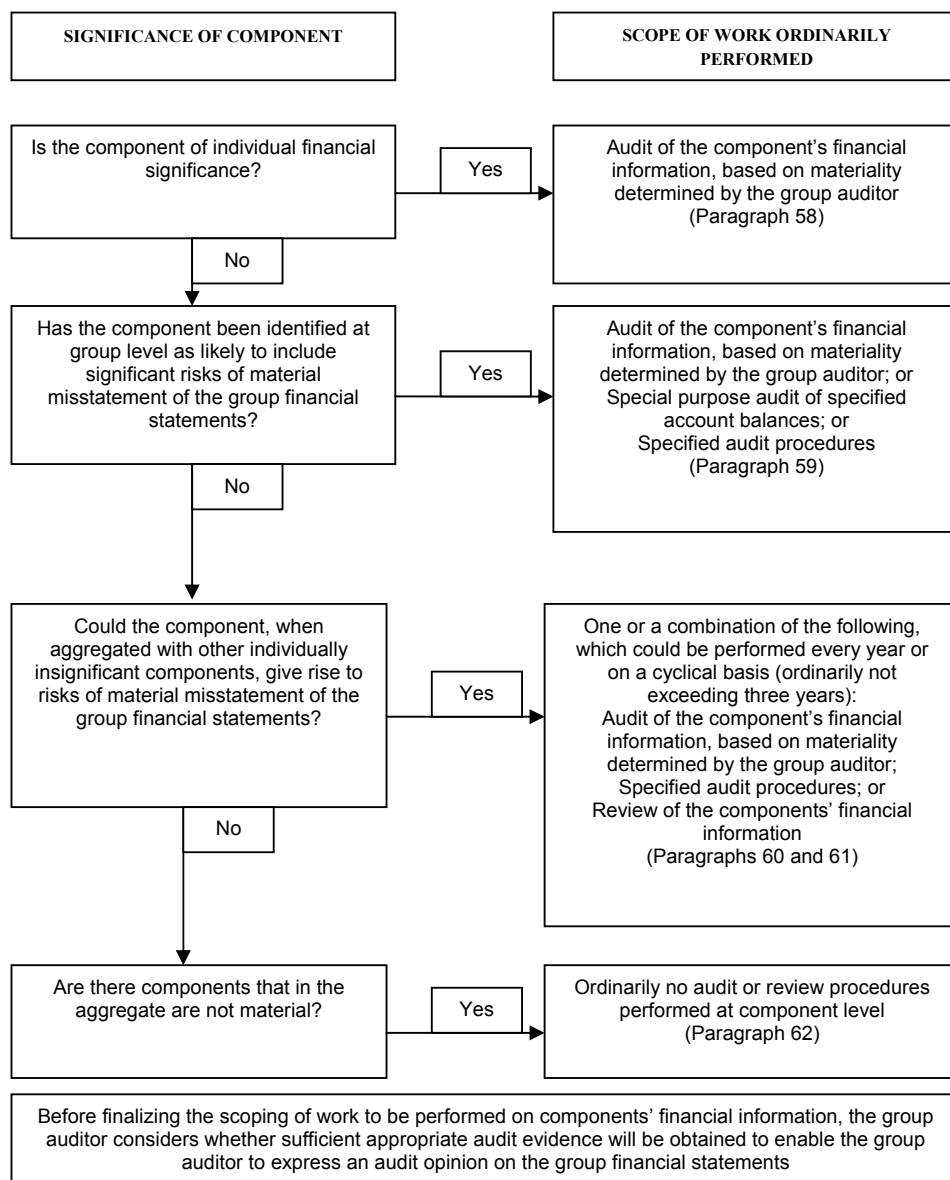 SIGNIFICANCE OF COMPONENT
SCOPE OF WORK ORDINARILY
PERFORMED
Is the component of individual financial
significance?
Yes
Audit of the component’s financial
information, based on materiality
determined by the group auditor
(Paragraph 58)
No
Has the component been identified at
group level as likely to include
significant risks of material
misstatement of the group financial
statements?
Yes
Audit of the component’s financial
information, based on materiality
determined by the group auditor; or
Special purpose audit of specified
account balances; or
Specified audit procedures
(Paragraph 59)
No
Could the component, when
aggregated with other individually
insignificant components, give rise to
risks of material misstatement of the
group financial statements?
Yes
One or a combination of the following,
which could be performed every year or
on a cyclical basis (ordinarily not
exceeding three years):
Audit of the component’s financial
information, based on materiality
determined by the group auditor;
Specified audit procedures; or
Review of the components’ financial
information
(Paragraphs 60 and 61)
No
Are there components that in the
aggregate are not material?
Yes
Ordinarily no audit or review procedures
performed at component level
(Paragraph 62)
Before finalizing the scoping of work to be performed on components’ financial information, the group
auditor considers whether sufficient appropriate audit evidence will be obtained to enable the group
auditor to express an audit opinion on the group financial statements